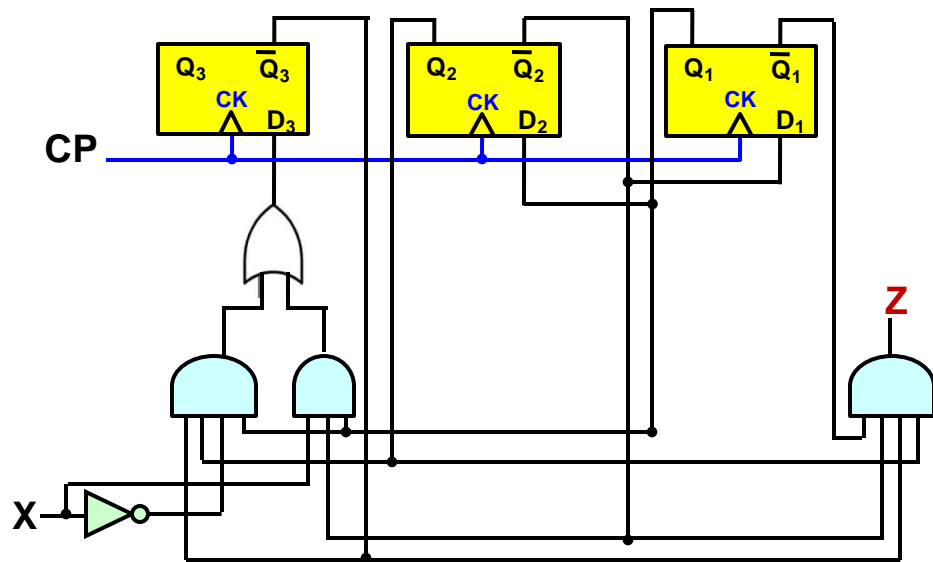 Q₃ Q̅₃
CK
D₃
Q₂ Q̅₂
CK
D₂
Q₁ Q̅₁
CK
D₁
CP
Z
X